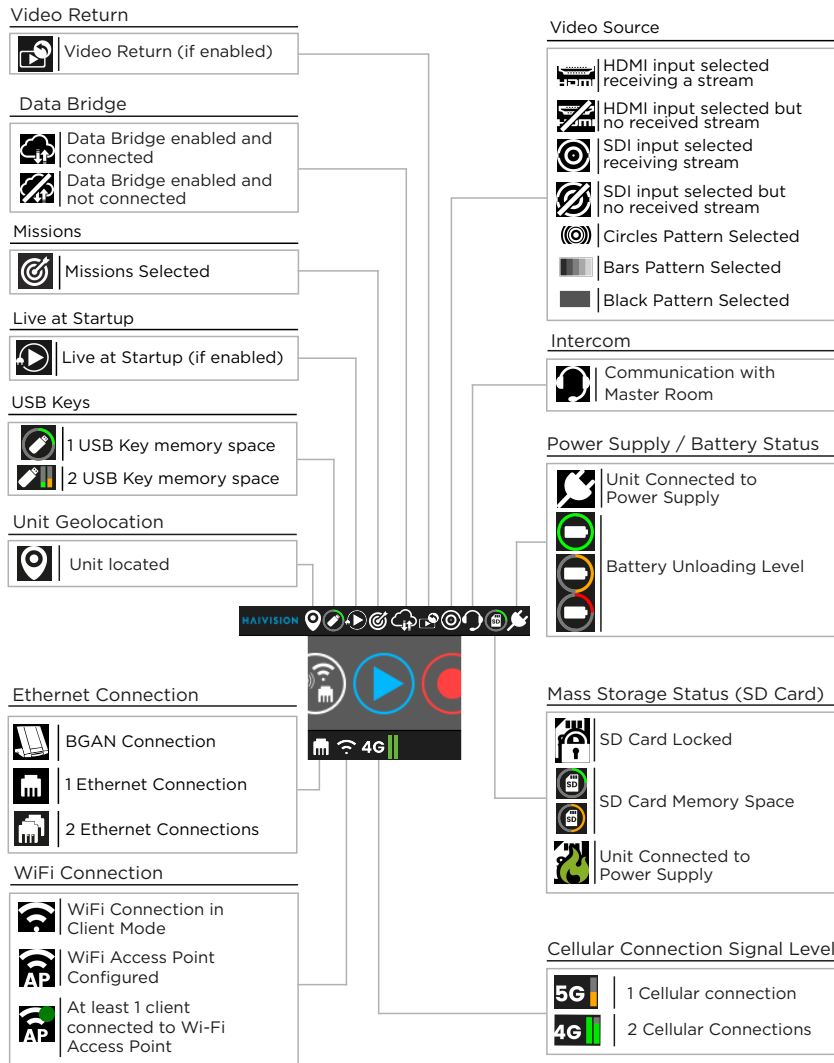 Video Return
Video Return (if enabled)
Data Bridge
Data Bridge enabled and
connected
Data Bridge enabled and
not connected
Missions
Missions Selected
Live at Startup
Live at Startup (if enabled)
USB Keys
1 USB Key memory space
2 USB Key memory space
Unit Geolocation
Unit located
Video Source
HDMI input selected
receiving a stream
HDMI input selected but
no received stream
SDI input selected
receiving stream
SDI input selected but
no received stream
Circles Pattern Selected
Bars Pattern Selected
Black Pattern Selected
Intercom
Communication with
Master Room
Power Supply / Battery Status
Unit Connected to
Power Supply
Battery Unloading Level
HAIVISION
SD
4G
Ethernet Connection
BGAN Connection
1 Ethernet Connection
2 Ethernet Connections
WiFi Connection
WiFi Connection in
Client Mode
AP
WiFi Access Point
Configured
AP
At least 1 client
connected to Wi-Fi
Access Point
Mass Storage Status (SD Card)
SD Card Locked
SD
SD
SD Card Memory Space
Unit Connected to
Power Supply
Cellular Connection Signal Level
5G
1 Cellular connection
4G
2 Cellular Connections